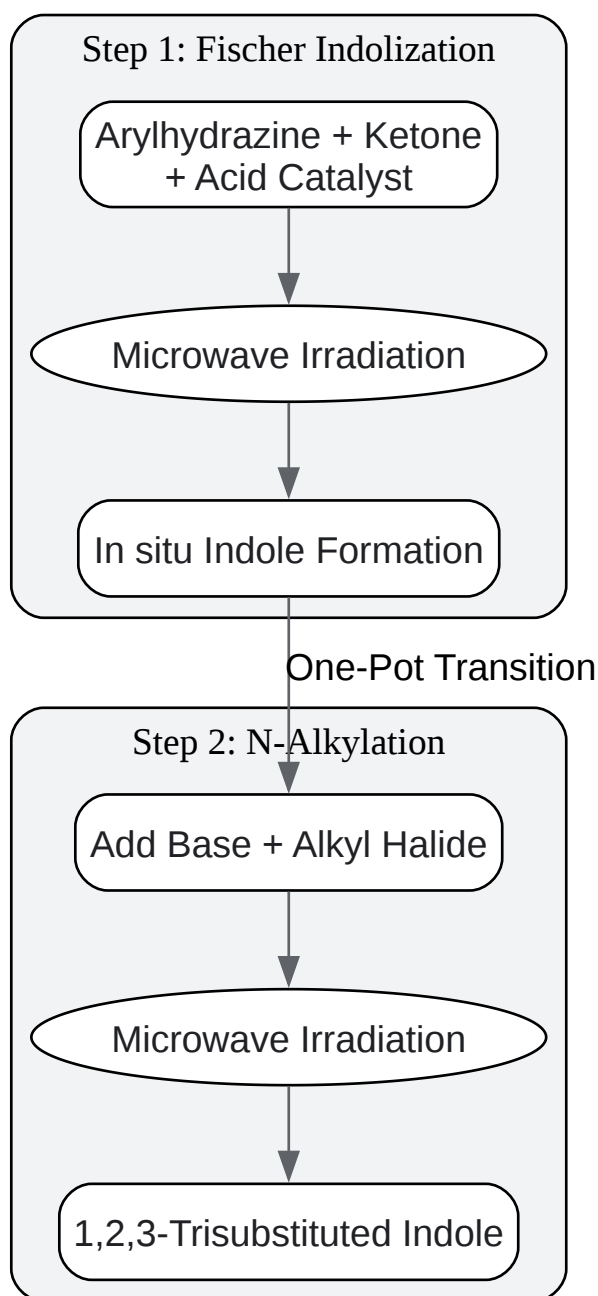 Step 1: Fischer Indolization
Arylhydrazine + Ketone
+ Acid Catalyst
Microwave Irradiation
In situ Indole Formation
One-Pot Transition
Step 2: N-Alkylation
Add Base + Alkyl Halide
Microwave Irradiation
1,2,3-Trisubstituted Indole